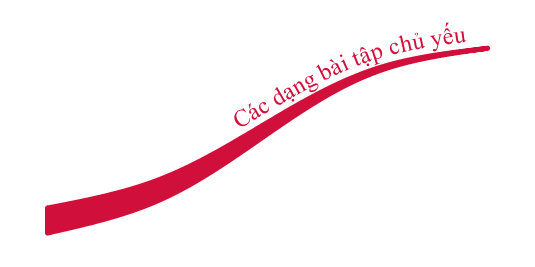 Các dạng bài tập chủ yếu